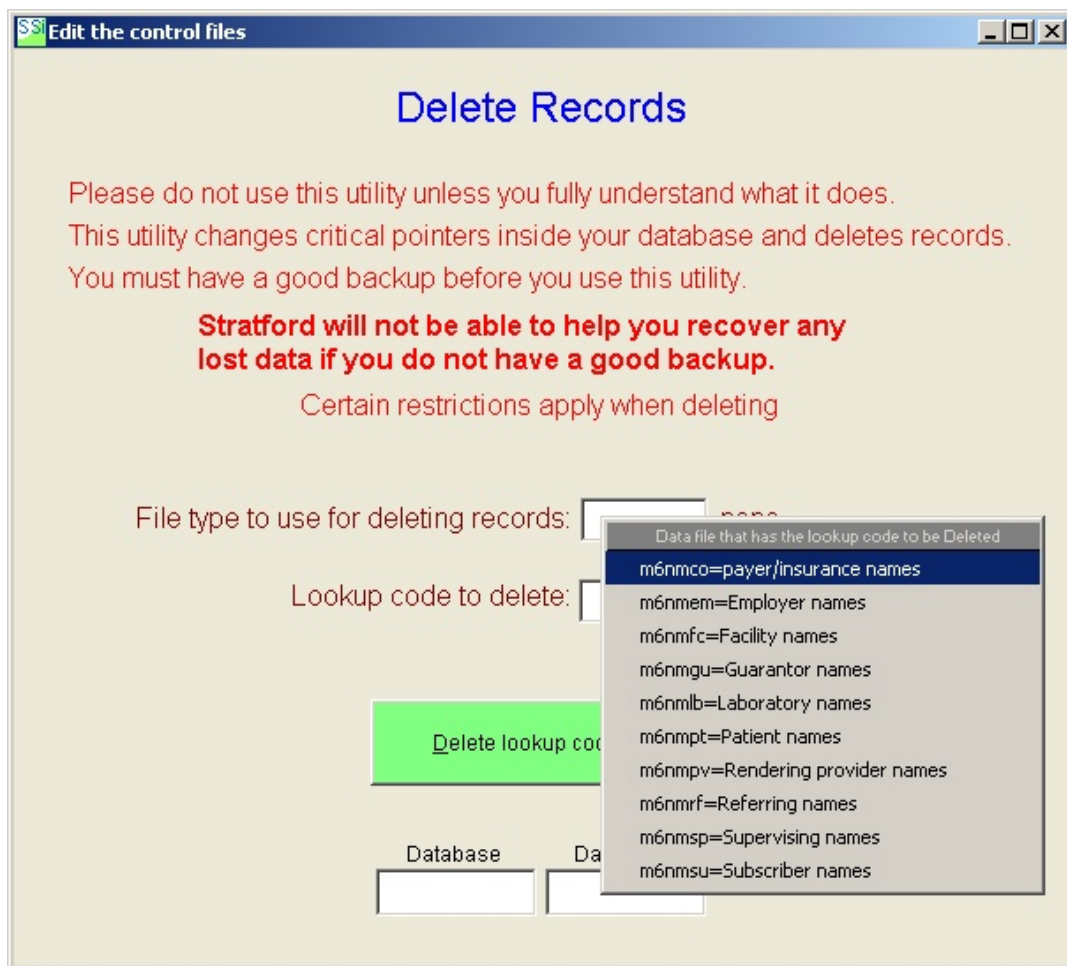 SSI Edit the control files
Delete Records
Please do not use this utility unless you fully understand what it does.
This utility changes critical pointers inside your database and deletes records.
You must have a good backup before you use this utility.
Stratford will not be able to help you recover any
lost data if you do not have a good backup.
Certain restrictions apply when deleting
File type to use for deleting records:
Data file that has the lookup code to be Deleted
m6nmco=payer/insurance names
Lookup code to delete:
m6nmem=Employer names
m6nmfc=Facility names
m6nmgu=Guarantor names
m6nmlb=Laboratory names
m6nmpt=Patient names
m6nmpv=Rendering provider names
m6nmrf=Referring names
m6nmsp=Supervising names
m6nmsu=Subscriber names
Delete lookup co
Database Da